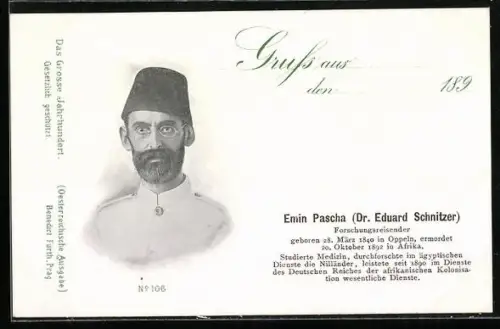 Gruß aus
den 189
Das Grosse Jahrhundert. (Oesterreichische Ausgabe)
Gesetzlich geschützt. Benedict Fürth, Prag
Nº 106
Emin Pascha (Dr. Eduard Schnitzer)
Forschungsreisender
geboren 28. März 1840 in Oppeln, ermordet
20. Oktober 1892 in Afrika.
Studierte Medizin, durchforschte im ägyptischen
Dienste die Nilländer, leistete seit 1890 im Dienste
des Deutschen Reiches der afrikanischen Kolonisa-
tion wesentliche Dienste.